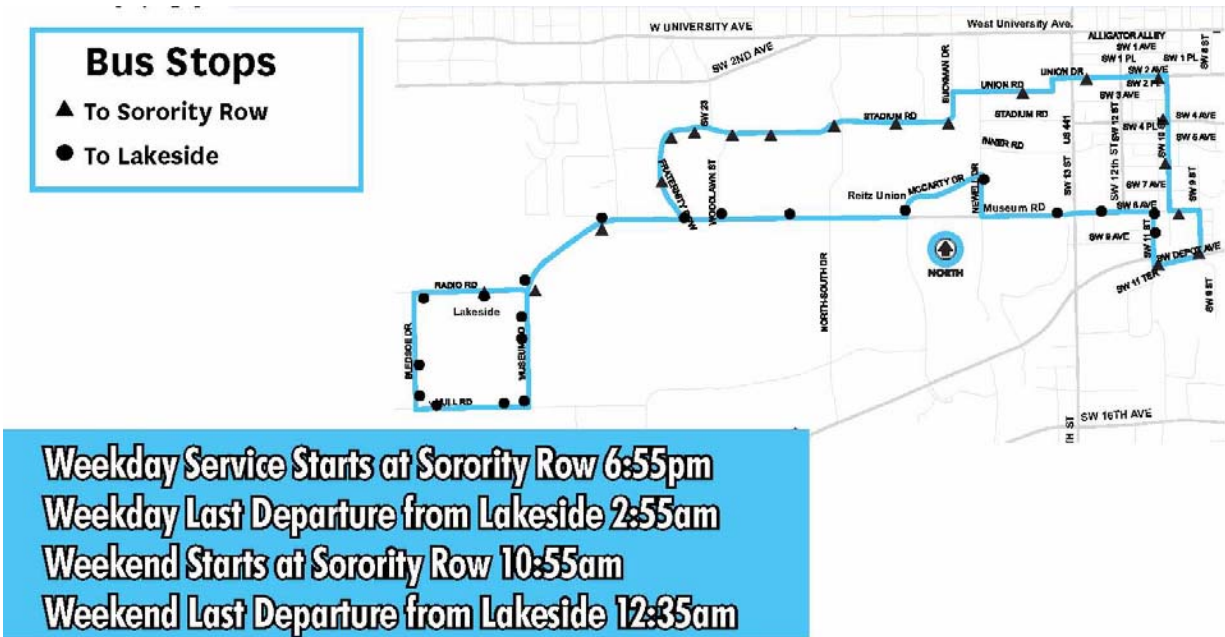 Bus Stops
To Sorority Row
To Lakeside
W UNIVERSITY AVE
West University Ave.
SW 2ND AVE
ALLIGATOR ALLEY
SW 1 AVE
SW 1 PL
SW 1 PL
SW 8 ST
SW 2 AVE
SW 2 PL
SW 3 AVE
UNION DR
UNION RD
BUCKMAN DR
SW 23
STADIUM RD
STADIUM RD
SW 12 ST
SW 4 AVE
SW 4 PL
SW 5 AVE
US 441
INNER RD
SW 12th ST
SW 13 ST
FRATERNITY ROW
WOODLAWN ST
Reitz Union
MCCARTY DR
NEWELL DR
Museum RD
SW 7 AVE
SW 9 ST
SW 8 AVE
SW 9 AVE
SW 11 ST
SW DEPOT AVE
SW 11 TER
NORTH
RADIO RD
Lakeside
NORTH-SOUTH DR
BLEDSOE DR
HULL RD
SW 16TH AVE
TH ST
Weekday Service Starts at Sorority Row 6:55pm
Weekday Last Departure from Lakeside 2:55am
Weekend Starts at Sorority Row 10:55am
Weekend Last Departure from Lakeside 12:35am